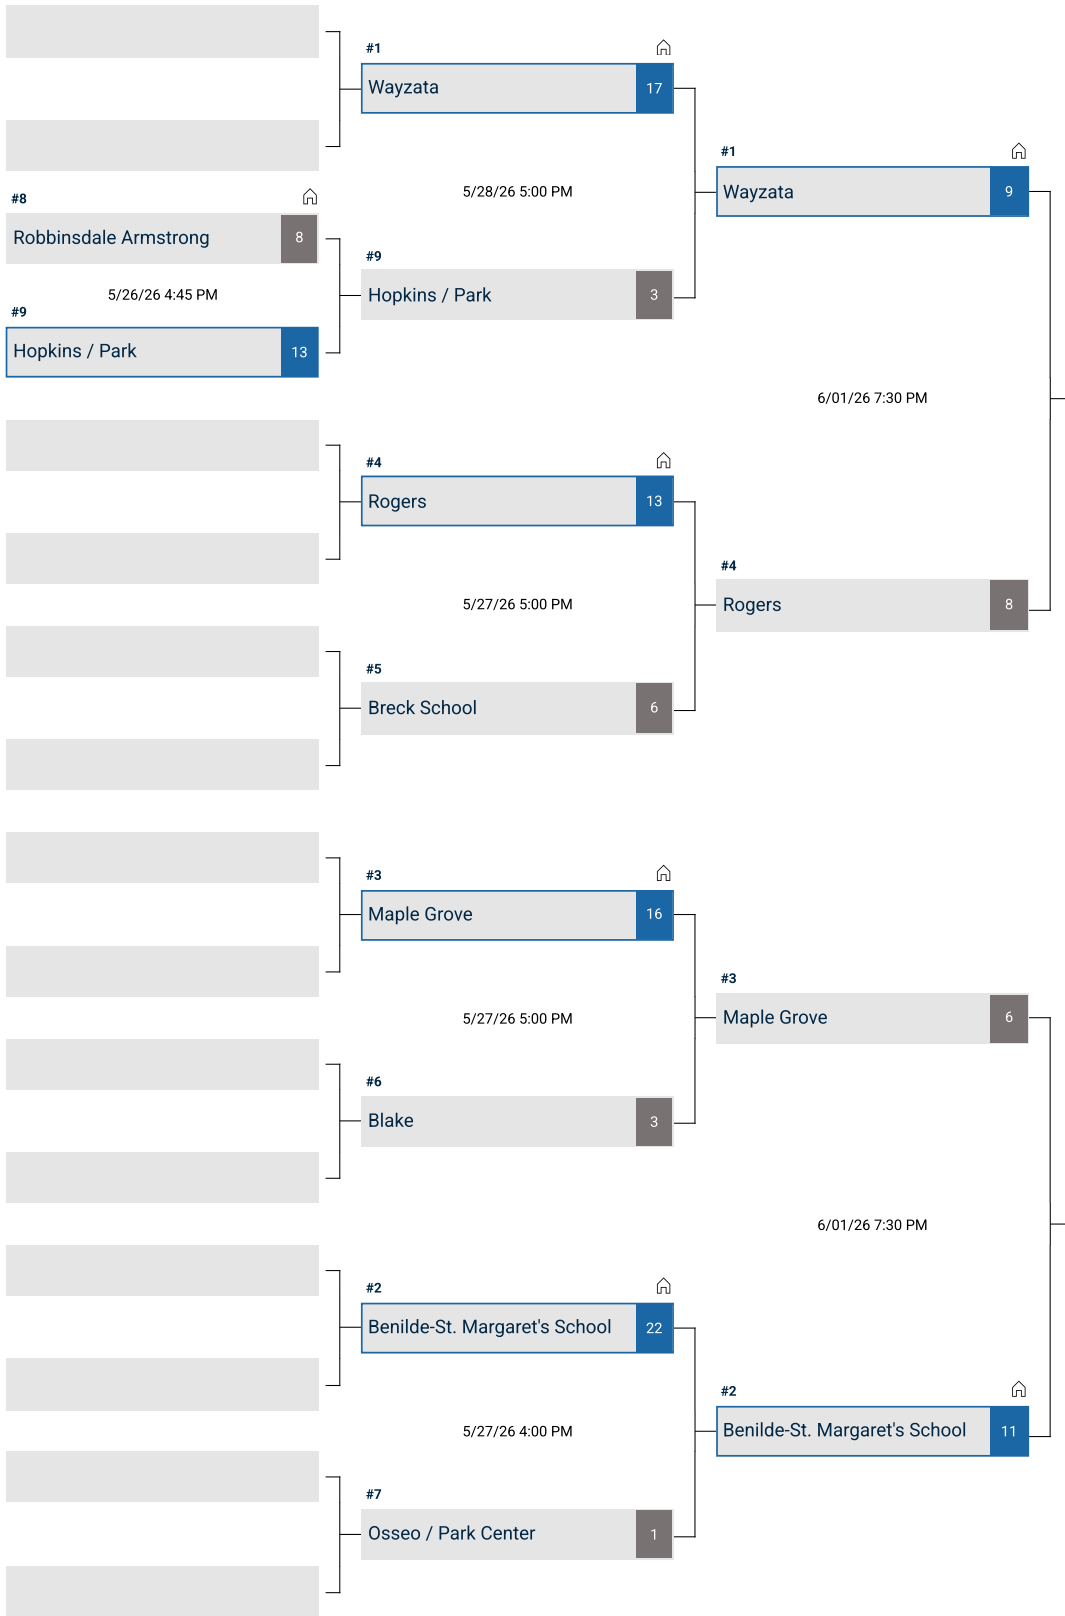 #1
Wayzata 17
#1
Wayzata 9
5/28/26 5:00 PM
#8
Robbinsdale Armstrong 8
#9
Hopkins / Park 3
5/26/26 4:45 PM
#9
Hopkins / Park 13
6/01/26 7:30 PM
#4
Rogers 13
#4
Rogers 8
5/27/26 5:00 PM
#5
Breck School 6
#3
Maple Grove 16
#3
Maple Grove 6
5/27/26 5:00 PM
#6
Blake 3
6/01/26 7:30 PM
#2
Benilde-St. Margaret's School 22
#2
Benilde-St. Margaret's School 11
5/27/26 4:00 PM
#7
Osseo / Park Center 1